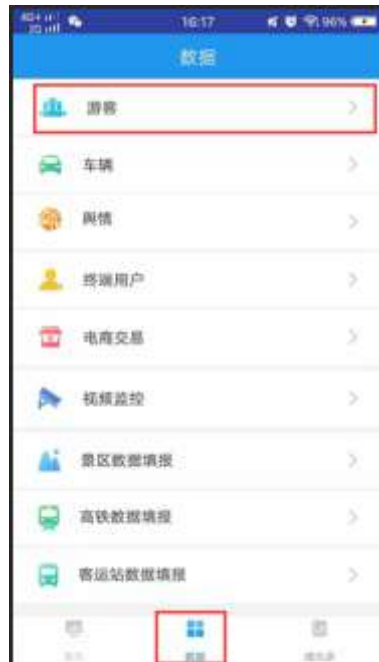 16:17
96%
数据
游客
车辆
舆情
终端用户
电商交易
视频监控
景区数据填报
高铁数据填报
客运站数据填报
数据